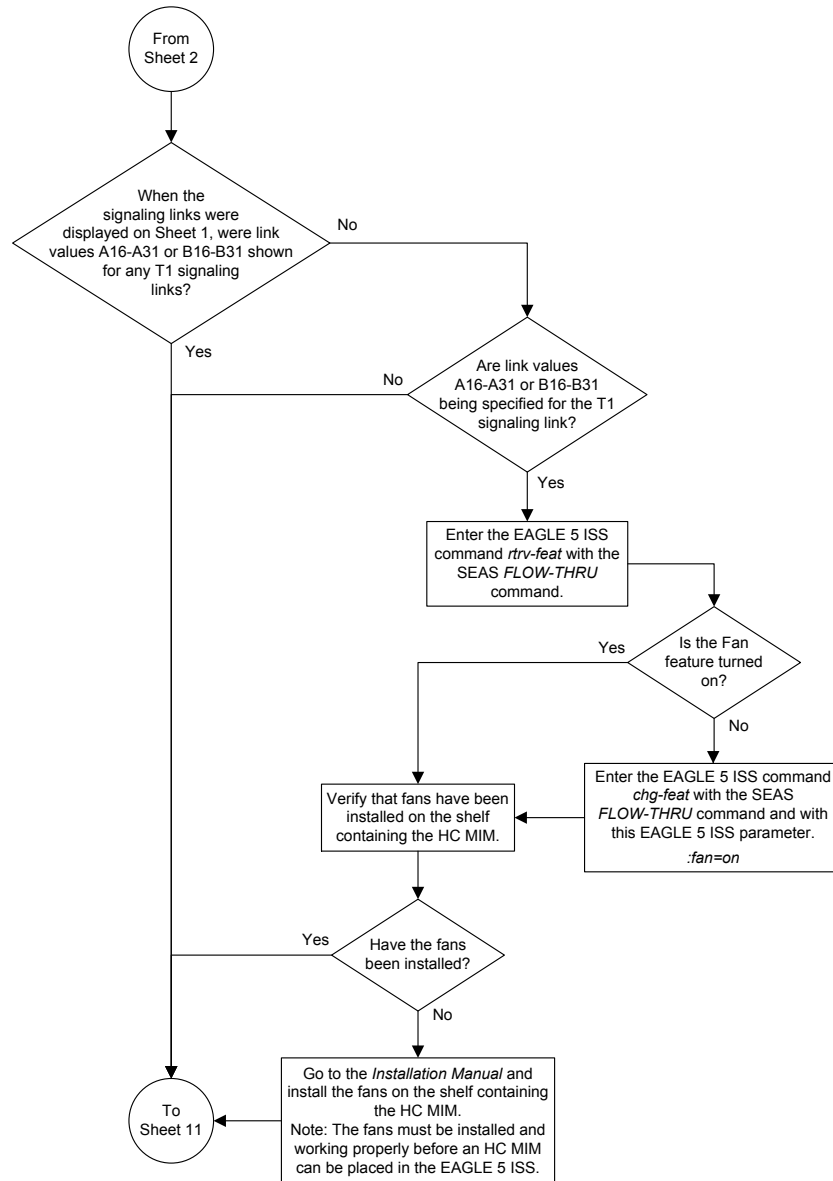 From
Sheet 2
When the
signaling links were
displayed on Sheet 1, were link
values A16-A31 or B16-B31 shown
for any T1 signaling
links?
No
Yes
Are link values
A16-A31 or B16-B31
being specified for the T1
signaling link?
No
Yes
Enter the EAGLE 5 ISS
command rtrv-feat with the
SEAS FLOW-THRU
command.
Is the Fan
feature turned
on?
Yes
No
Enter the EAGLE 5 ISS command
chg-feat with the SEAS
FLOW-THRU command and with
this EAGLE 5 ISS parameter.
:fan=on
Verify that fans have been
installed on the shelf
containing the HC MIM.
Have the fans
been installed?
Yes
No
Go to the Installation Manual and
install the fans on the shelf containing
the HC MIM.
Note: The fans must be installed and
working properly before an HC MIM
can be placed in the EAGLE 5 ISS.
To
Sheet 11